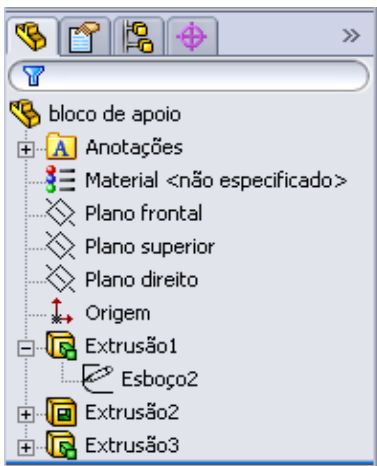 bloco de apoio
Anotações
Material <não especificado>
Plano frontal
Plano superior
Plano direito
Origem
Extrusão1
Esboço2
Extrusão2
Extrusão3